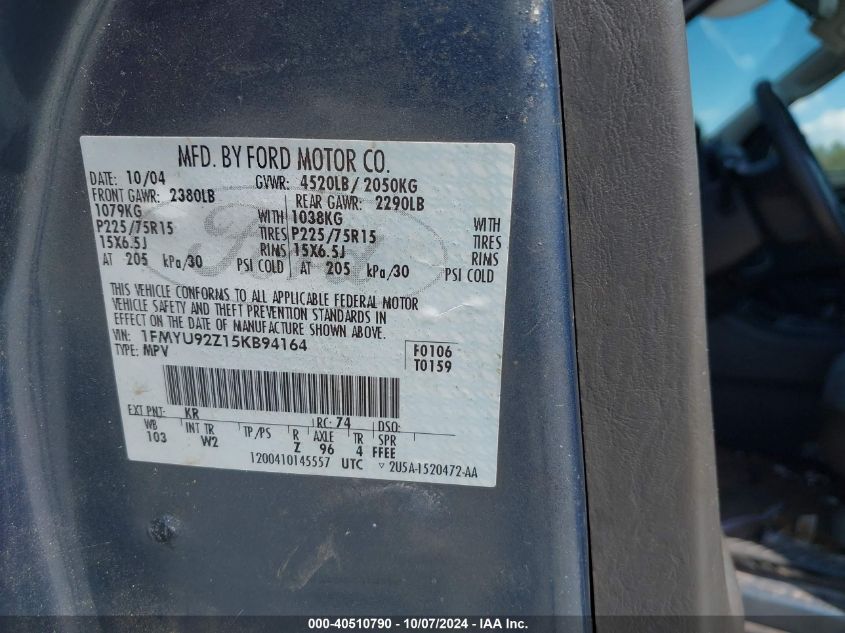 MFD. BY FORD MOTOR CO.
DATE: 10/04 GVWR: 4520LB/ 2050KG
FRONT GAWR: 2380LB REAR GAWR: 2290LB
1079KG WITH 1038KG WITH
P225/75R15 TIRES P225/75R15 TIRES
15X6.5J RIMS 15X6.5J RIMS
AT 205 kPa/30 PSI COLD AT 205 kPa/30 PSI COLD
Ford
THIS VEHICLE CONFORMS TO ALL APPLICABLE FEDERAL MOTOR
VEHICLE SAFETY AND THEFT PREVENTION STANDARDS IN
EFFECT ON THE DATE OF MANUFACTURE SHOWN ABOVE.
VIN: 1FMYU92Z15KB94164 F0106
TYPE: MPV T0159
EXT PNT: KR RC: 74 DSO:
WB INT TR TP/PS R AXLE TR SPR
103 W2 Z 96 4 FFEE
1200410145557 UTC ▽ 2U5A-1520472-AA
000-40510790 - 10/07/2024 - IAA Inc.